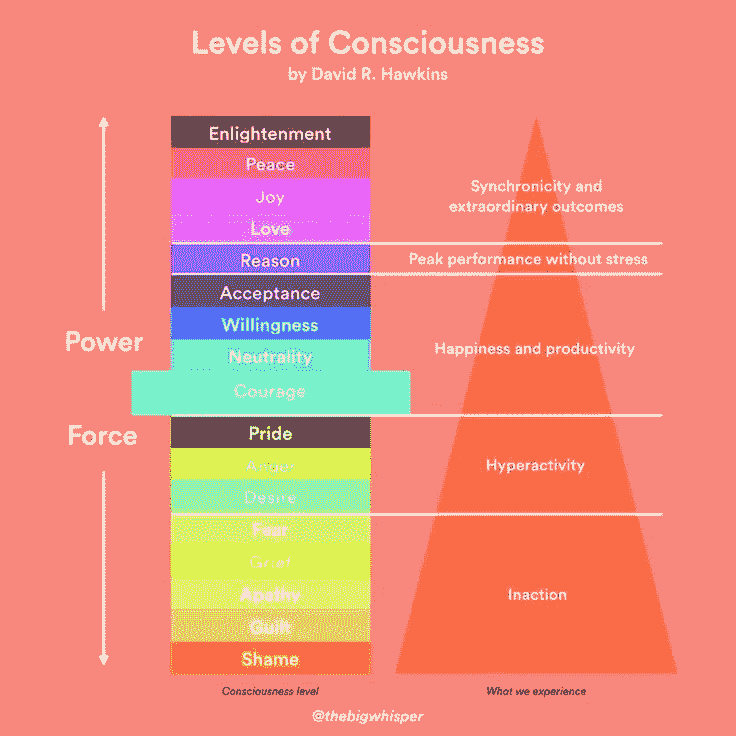 Levels of Consciousness
by David R. Hawkins
Enlightenment
Peace
Joy
Love
Reason
Acceptance
Willingness
Neutrality
Courage
Pride
Anger
Desire
Fear
Grief
Apathy
Guilt
Shame
Power
Force
Synchronicity and
extraordinary outcomes
Peak performance without stress
Happiness and productivity
Hyperactivity
Inaction
Consciousness level
What we experience
@thebigwhisper